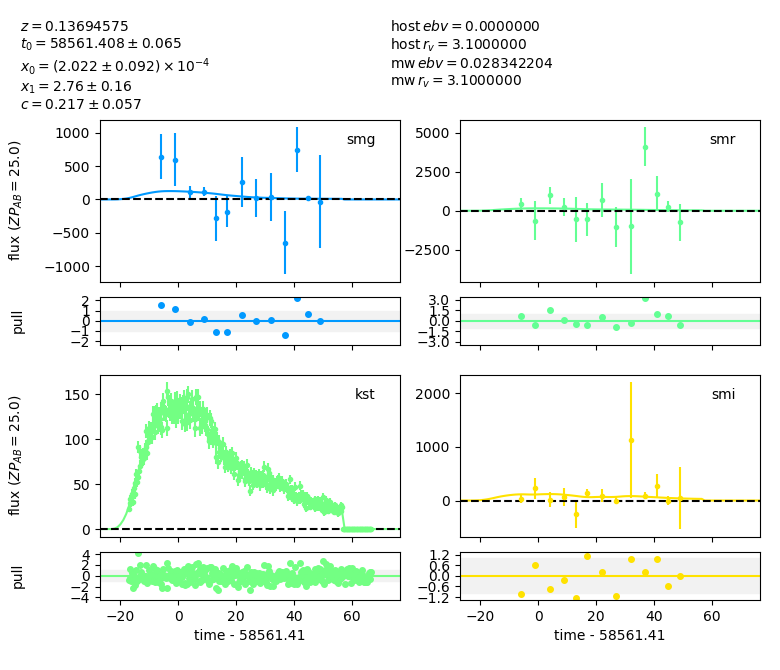 z = 0.13694575
t₀ = 58561.408 ± 0.065
x₀ = (2.022 ± 0.092) × 10⁻⁴
x₁ = 2.76 ± 0.16
c = 0.217 ± 0.057
host ebv = 0.0000000
host r_v = 3.1000000
mw ebv = 0.028342204
mw r_v = 3.1000000
smg
1000
500
0
−500
−1000
flux (ZP_AB = 25.0)
smr
5000
2500
0
−2500
2
1
0
−1
−2
pull
3.0
1.5
0.0
−1.5
−3.0
kst
150
100
50
0
flux (ZP_AB = 25.0)
smi
2000
1000
0
4
2
0
−2
−4
pull
−20 0 20 40 60
time - 58561.41
1.2
0.6
0.0
−0.6
−1.2
−20 0 20 40 60
time - 58561.41